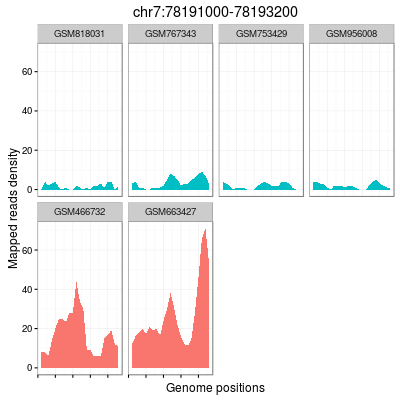 chr7:78191000-78193200
GSM818031 GSM767343 GSM753429 GSM956008
60
40
20
0
GSM466732 GSM663427
60
40
20
0
Mapped reads density
Genome positions